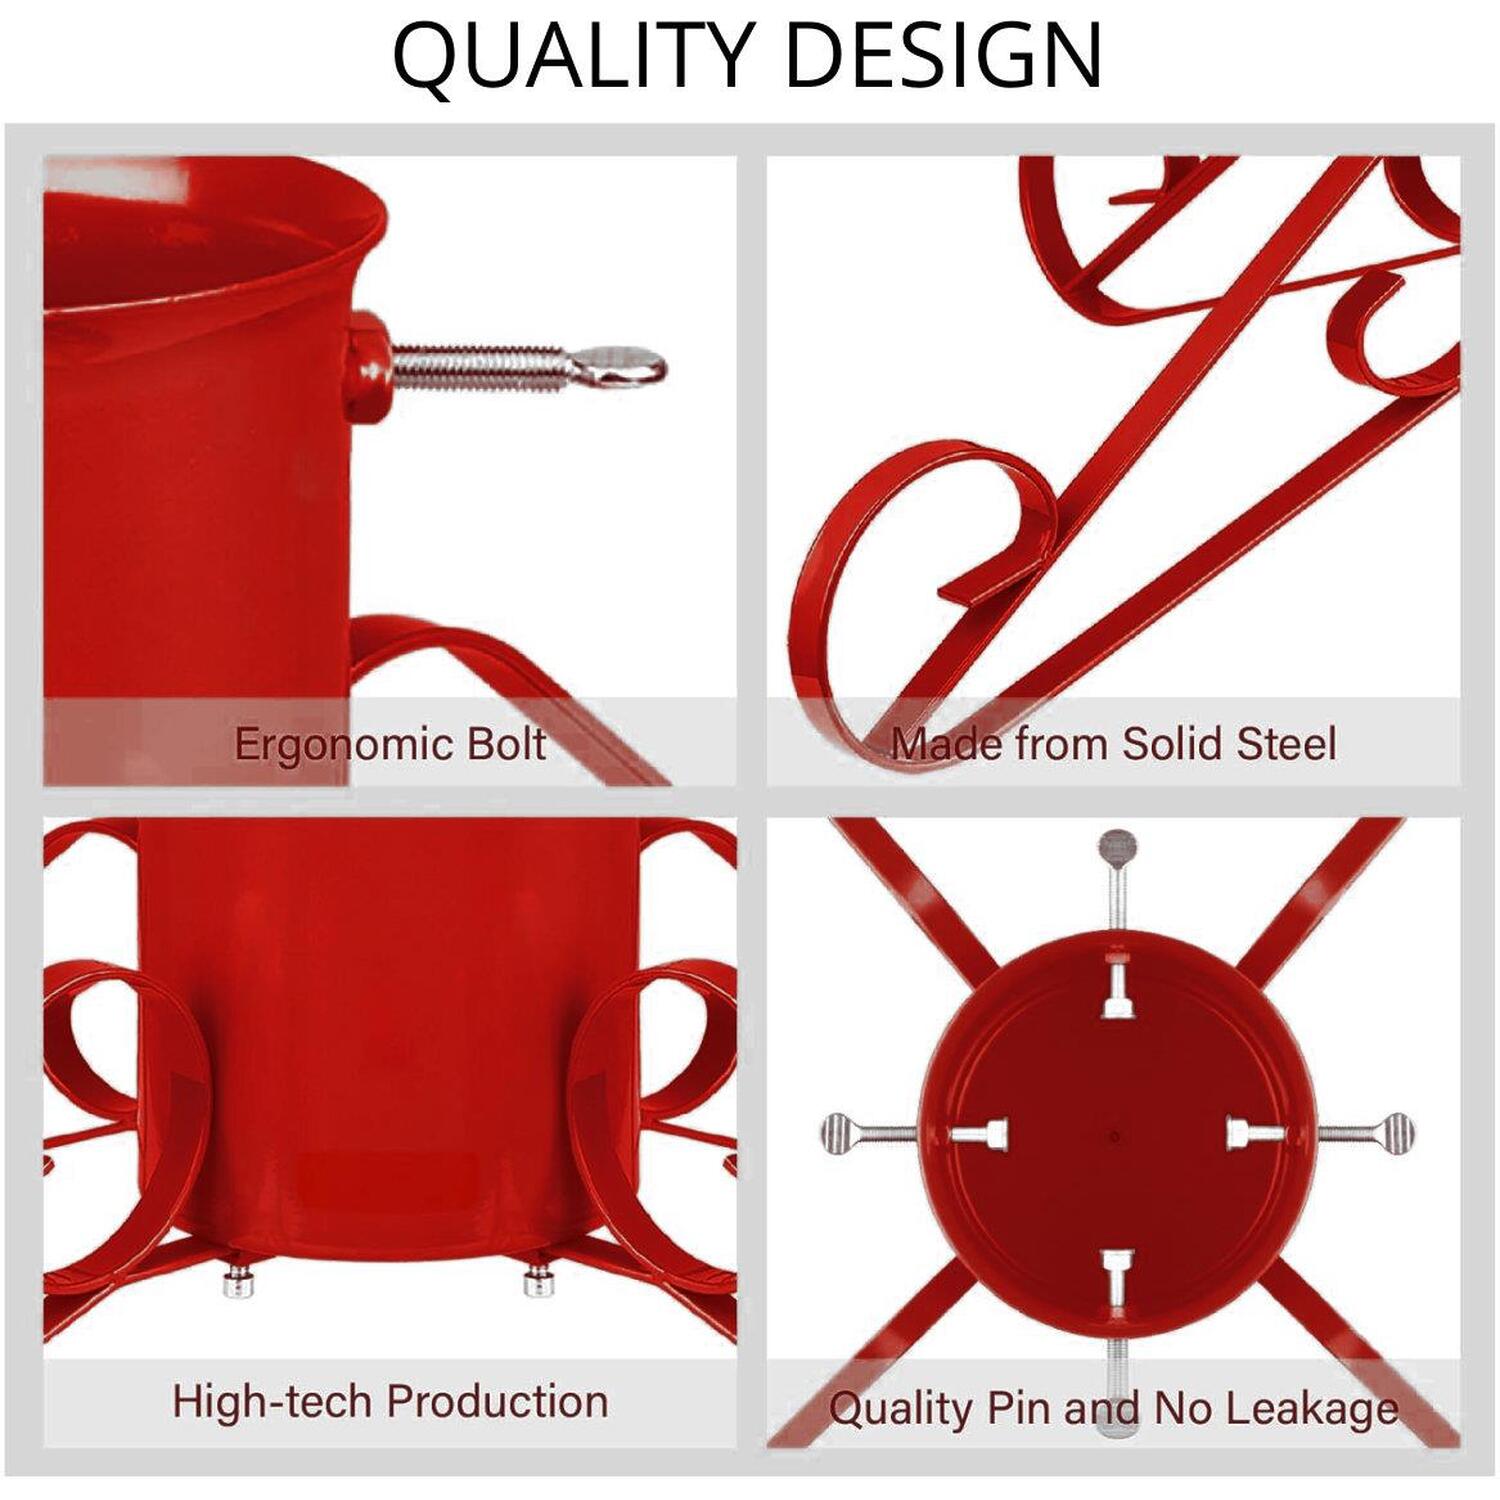 QUALITY DESIGN
Ergonomic Bolt
Made from Solid Steel
High-tech Production
Quality Pin and No Leakage